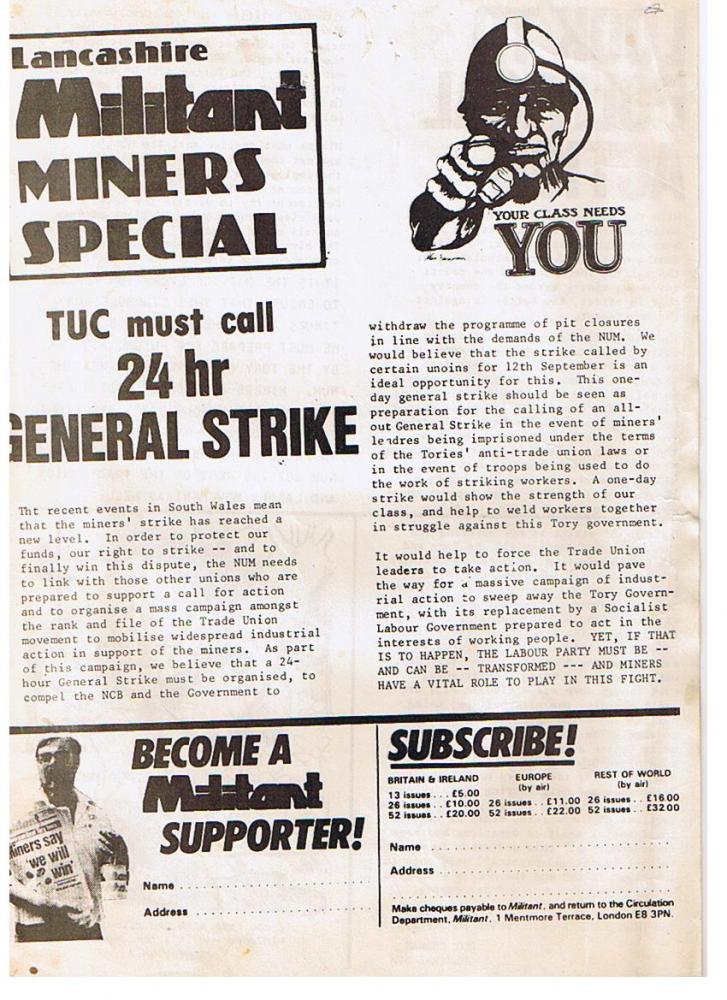 Lancashire
Militant
MINERS
SPECIAL
YOUR CLASS NEEDS
YOU
TUC must call
24 hr
GENERAL STRIKE
Tht recent events in South Wales mean
that the miners' strike has reached a
new level. In order to protect our
funds, our right to strike -- and to
finally win this dispute, the NUM needs
to link with those other unions who are
prepared to support a call for action
and to organise a mass campaign amongst
the rank and file of the Trade Union
movement to mobilise widespread industrial
action in support of the miners. As part
of this campaign, we believe that a 24-
hour General Strike must be organised, to
compel the NCB and the Government to
withdraw the programme of pit closures
in line with the demands of the NUM. We
would believe that the strike called by
certain unoins for 12th September is an
ideal opportunity for this. This one-
day general strike should be seen as
preparation for the calling of an all-
out General Strike in the event of miners'
lendres being imprisoned under the terms
of the Tories' anti-trade union laws or
in the event of troops being used to do
the work of striking workers. A one-day
strike would show the strength of our
class, and help to weld workers together
in struggle against this Tory government.
It would help to force the Trade Union
leaders to take action. It would pave
the way for a massive campaign of indust-
rial action to sweep away the Tory Govern-
ment, with its replacement by a Socialist
Labour Government prepared to act in the
interests of working people. YET, IF THAT
IS TO HAPPEN, THE LABOUR PARTY MUST BE --
AND CAN BE -- TRANSFORMED --- AND MINERS
HAVE A VITAL ROLE TO PLAY IN THIS FIGHT.
Miners say
'we will
win'
BECOME A
Militant
SUPPORTER!
Name
Address
SUBSCRIBE!
BRITAIN & IRELAND
13 issues . . . £5.00
26 issues . . £10.00
52 issues . . £20.00
EUROPE
(by air)
26 issues . . £11.00
52 issues . . £22.00
REST OF WORLD
(by air)
26 issues . . £16.00
52 issues . . £32.00
Name
Address
Make cheques payable to Militant, and return to the Circulation
Department, Militant, 1 Mentmore Terrace, London E8 3PN.